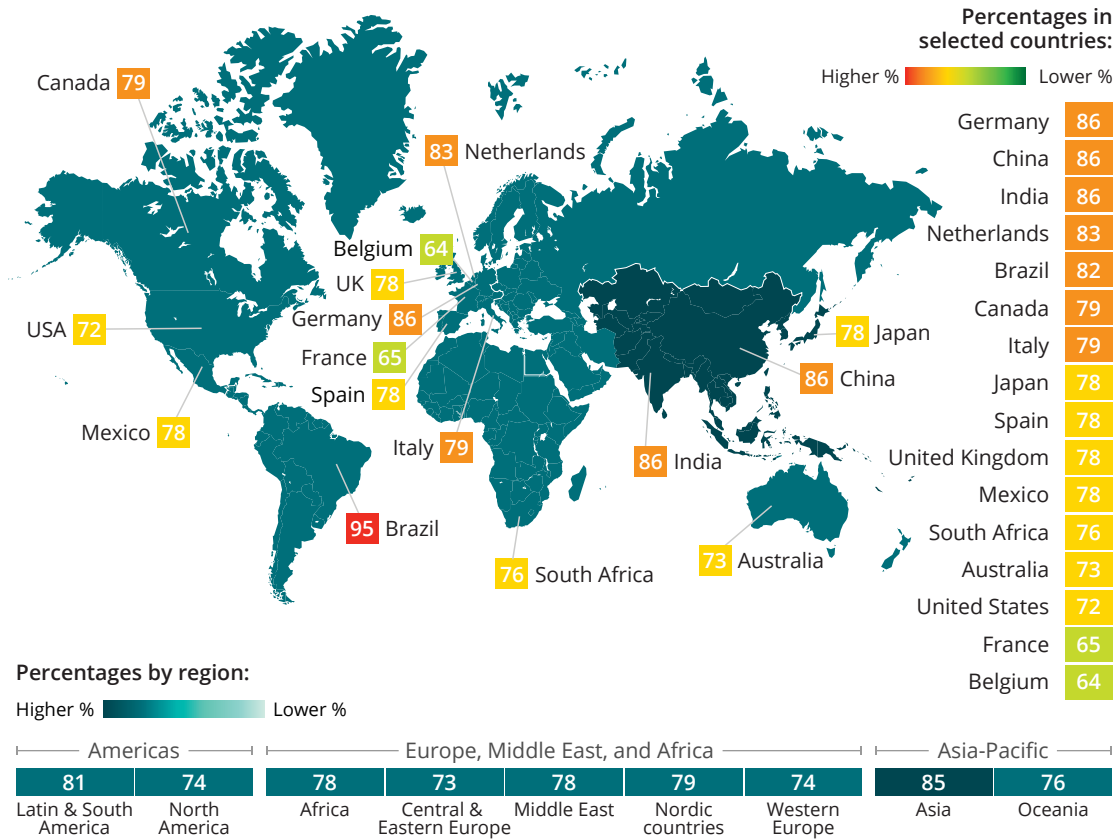 Percentages in
selected countries:
Higher %
Lower %
Canada 79
83 Netherlands
Belgium 64
UK 78
Germany 86
USA 72
France 65
78 Japan
Spain 78
86 China
Mexico 78
Italy 79
86 India
95 Brazil
73 Australia
76 South Africa
Germany 86
China 86
India 86
Netherlands 83
Brazil 82
Canada 79
Italy 79
Japan 78
Spain 78
United Kingdom 78
Mexico 78
South Africa 76
Australia 73
United States 72
France 65
Belgium 64
Percentages by region:
Higher %
Lower %
Americas
81
Latin & South
America
74
North
America
Europe, Middle East, and Africa
78
Africa
73
Central &
Eastern Europe
78
Middle East
79
Nordic
countries
74
Western
Europe
Asia-Pacific
85
Asia
76
Oceania